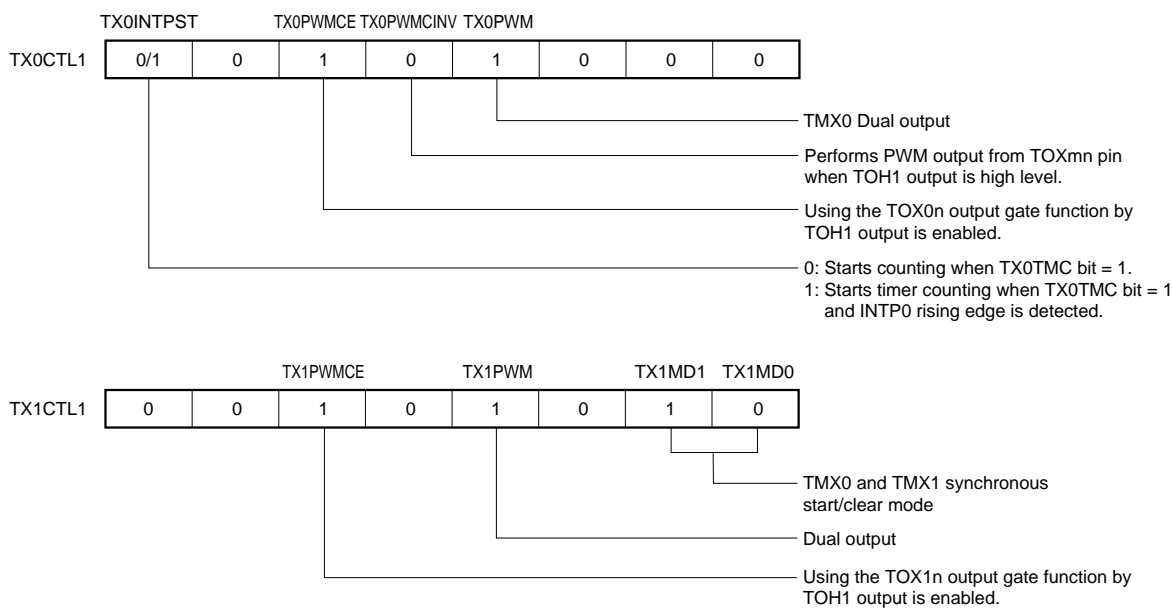 TX0INTPST TX0PWMCE TX0PWMCINV TX0PWM
TX0CTL1 0/1 0 1 0 1 0 0 0
TMX0 Dual output
Performs PWM output from TOXmn pin
when TOH1 output is high level.
Using the TOX0n output gate function by
TOH1 output is enabled.
0: Starts counting when TX0TMC bit = 1.
1: Starts timer counting when TX0TMC bit = 1
and INTP0 rising edge is detected.
TX1PWMCE TX1PWM TX1MD1 TX1MD0
TX1CTL1 0 0 1 0 1 0 1 0
TMX0 and TMX1 synchronous
start/clear mode
Dual output
Using the TOX1n output gate function by
TOH1 output is enabled.